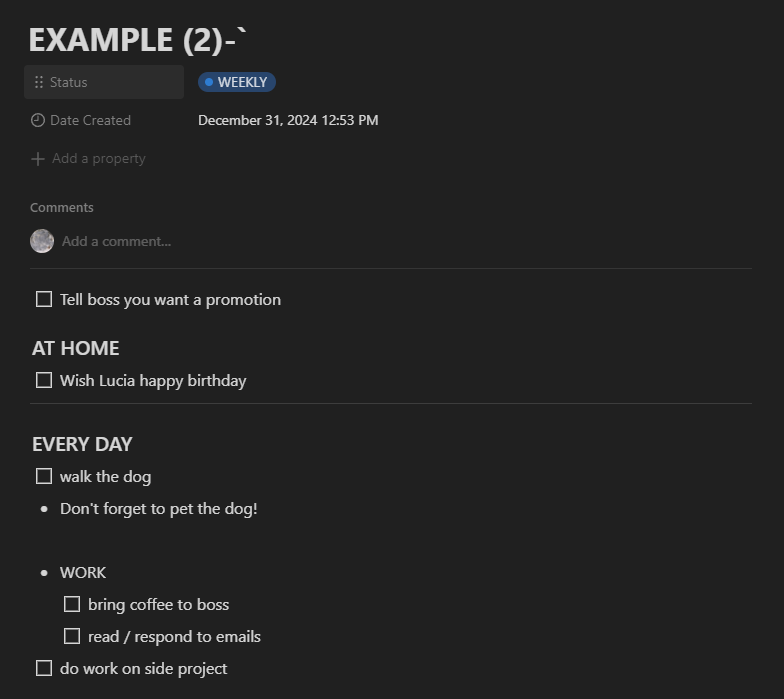 EXAMPLE (2)-`
Status WEEKLY
Date Created December 31, 2024 12:53 PM
Add a property
Comments
Add a comment...
Tell boss you want a promotion
AT HOME
Wish Lucia happy birthday
EVERY DAY
walk the dog
Don't forget to pet the dog!
WORK
bring coffee to boss
read / respond to emails
do work on side project